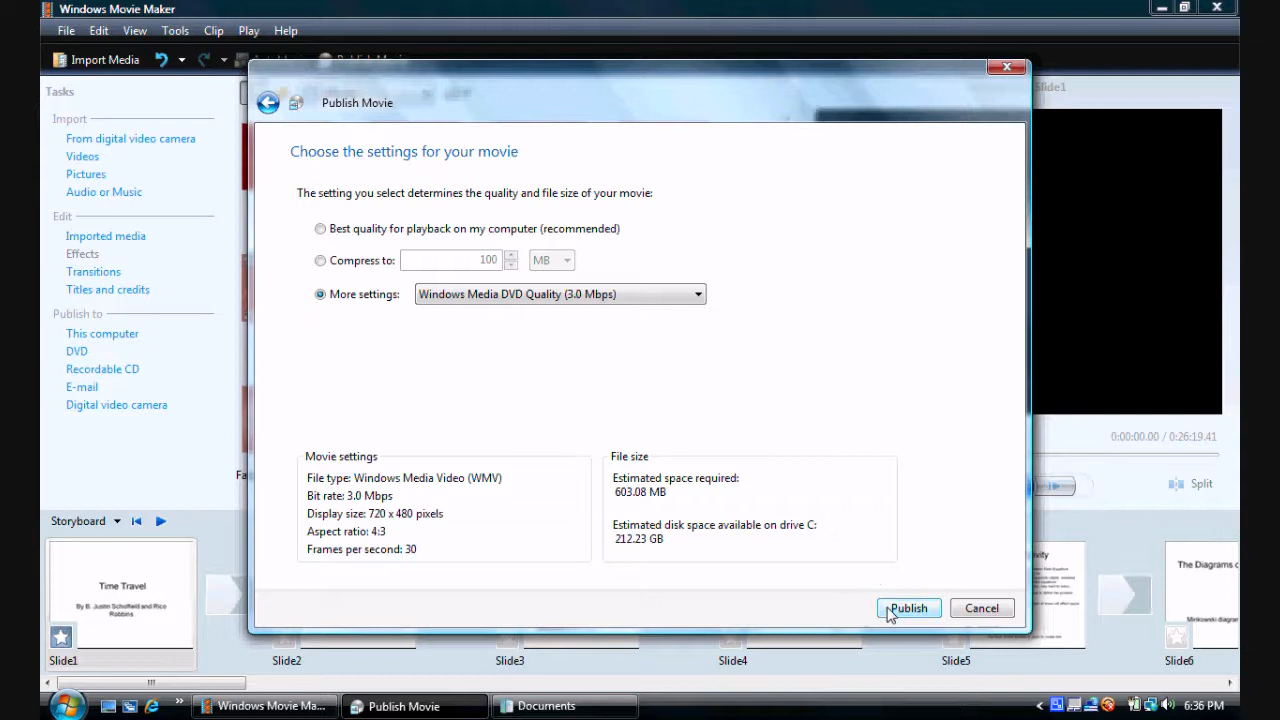 Windows Movie Maker
File Edit View Tools Clip Play Help
Import Media
Tasks
Import
From digital video camera
Videos
Pictures
Audio or Music
Edit
Imported media
Effects
Transitions
Titles and credits
Publish to
This computer
DVD
Recordable CD
E-mail
Digital video camera
Publish Movie
Choose the settings for your movie
The setting you select determines the quality and file size of your movie:
Best quality for playback on my computer (recommended)
Compress to: 100 MB
More settings: Windows Media DVD Quality (3.0 Mbps)
Movie settings
File type: Windows Media Video (WMV)
Bit rate: 3.0 Mbps
Display size: 720 x 480 pixels
Aspect ratio: 4:3
Frames per second: 30
File size
Estimated space required:
603.08 MB
Estimated disk space available on drive C:
212.23 GB
Publish Cancel
Slide1
0:00:00.00 / 0:26:19.41
Split
Storyboard
Time Travel
By B. Justin Schofield and Rico
Robbins
The Diagrams o
Minkowski diagram
Slide1 Slide2 Slide3 Slide4 Slide5 Slide6
Windows Movie Ma... Publish Movie Documents 6:36 PM